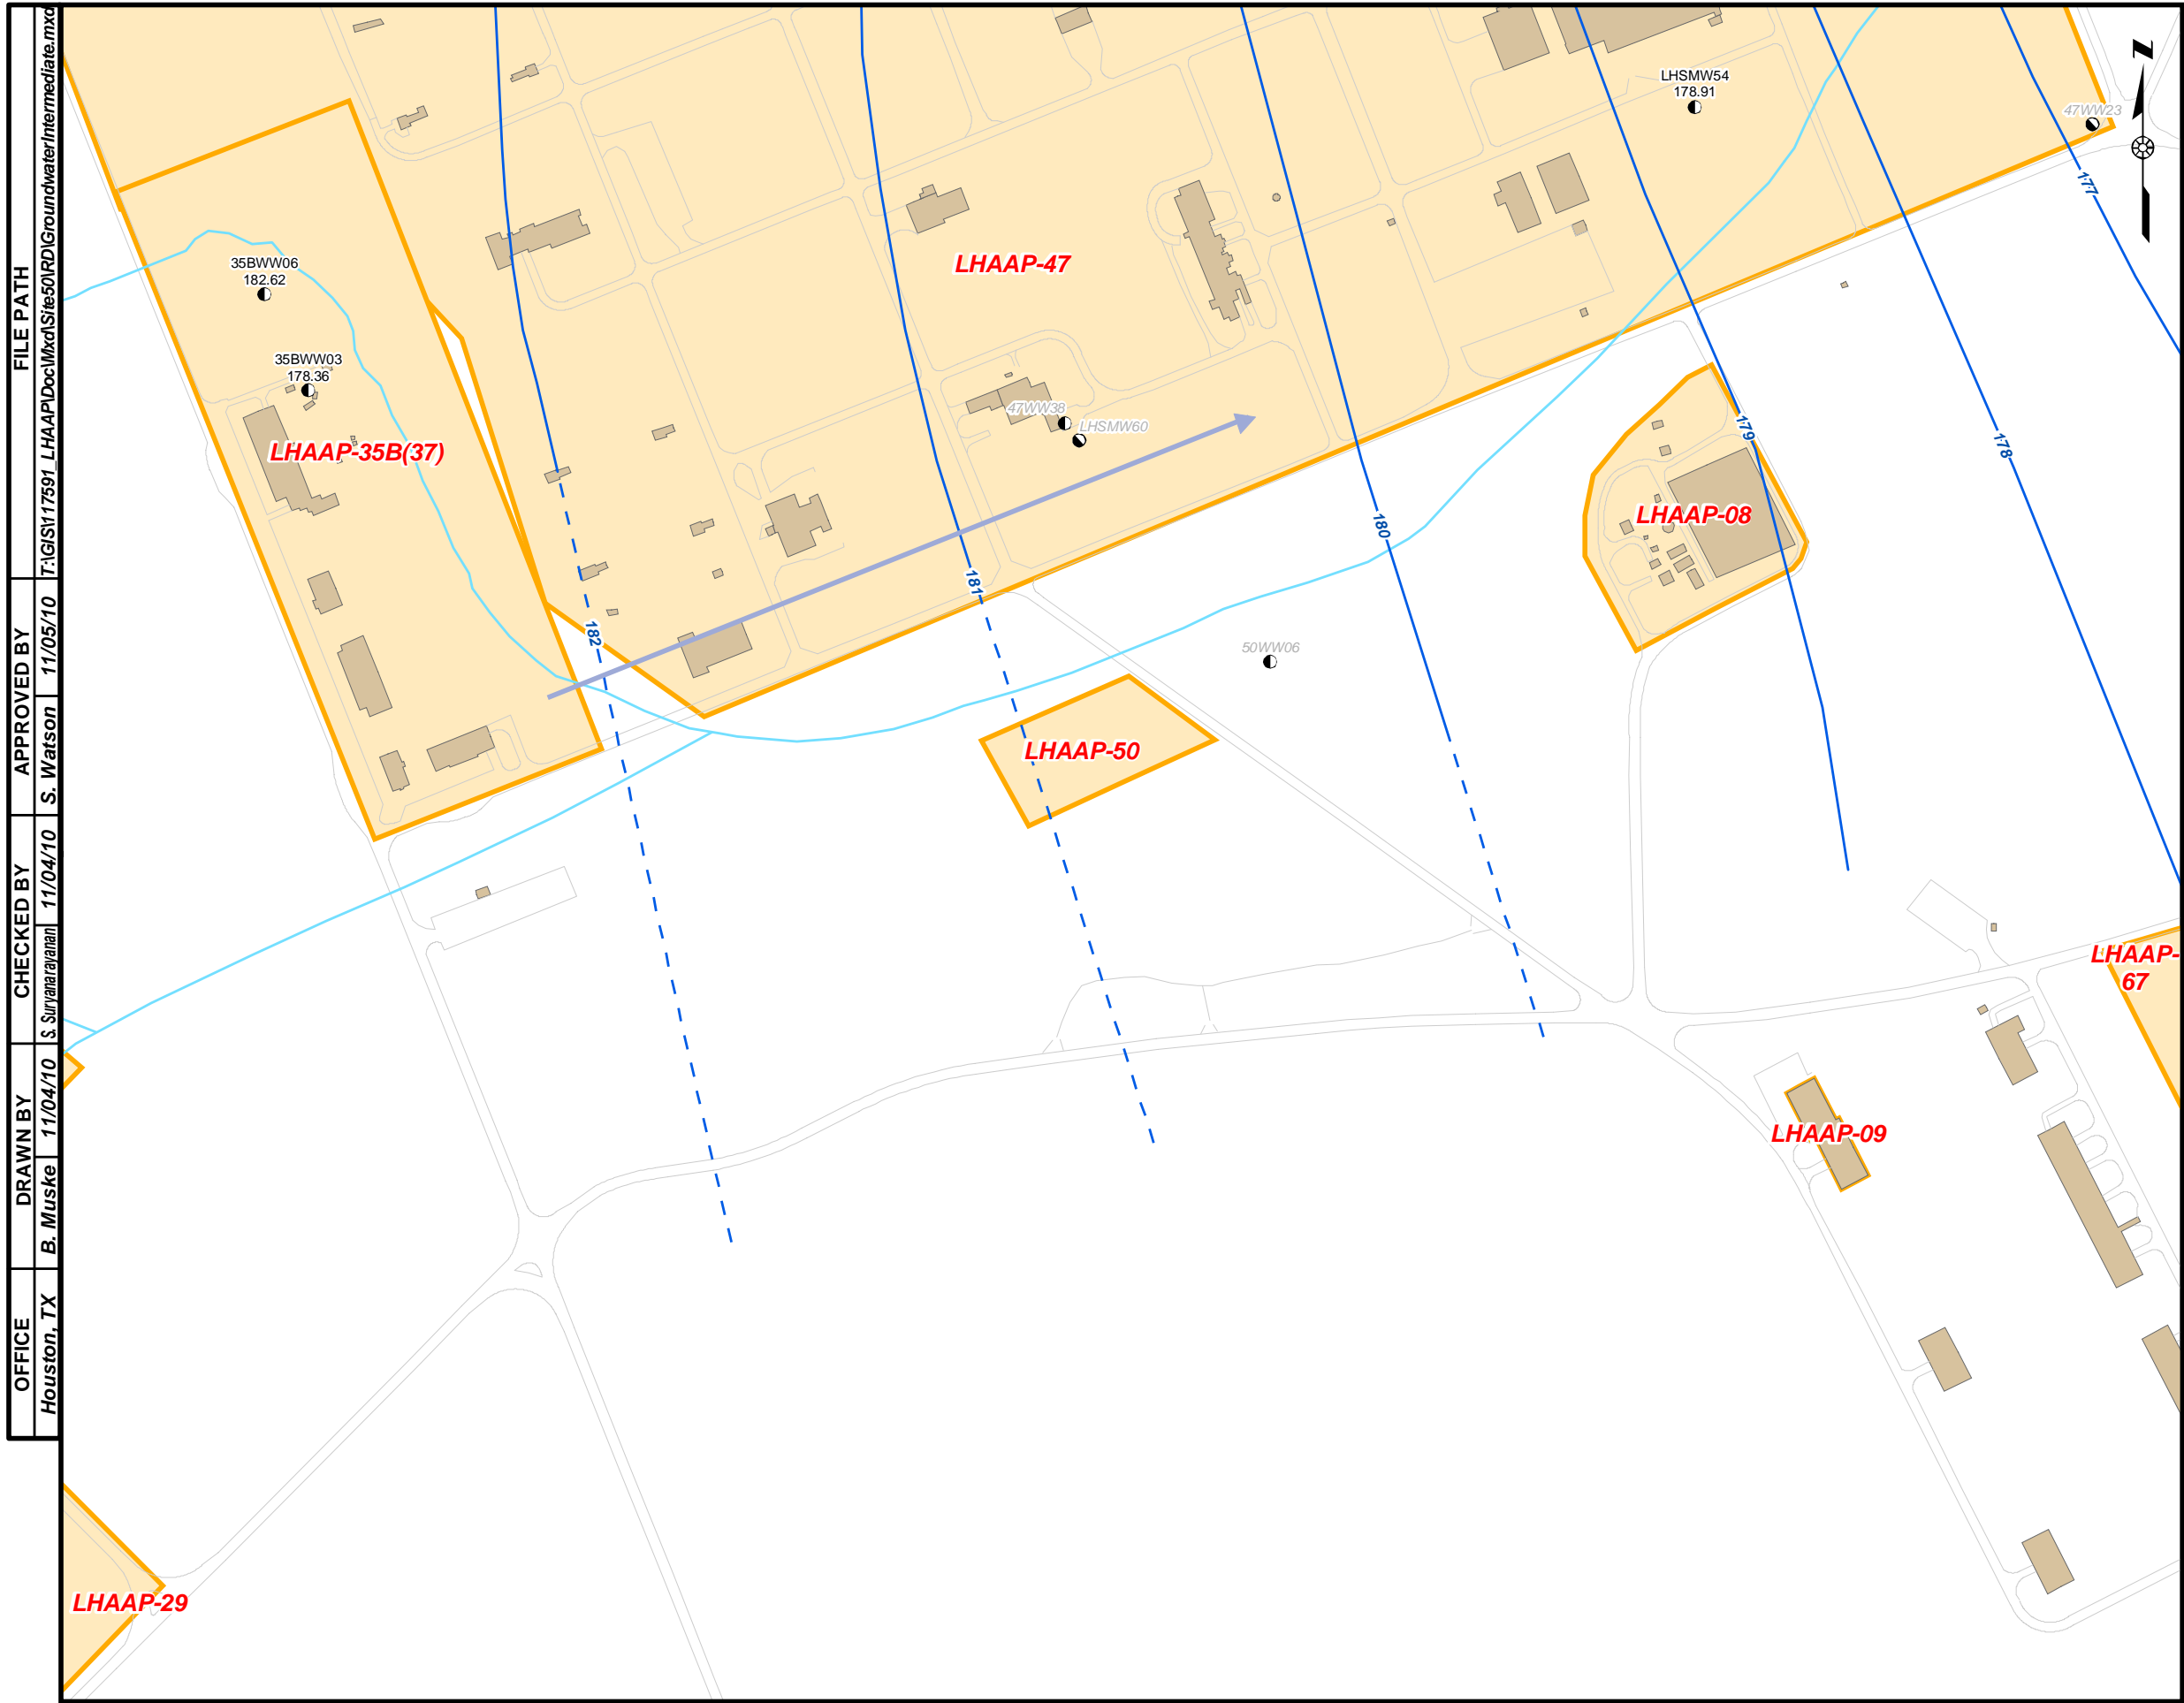 FILE PATH
T:\GIS\117591_LHAAP\Doc\Mxd\Site50\RD\GroundwaterIntermediate.mxd
APPROVED BY
S. Watson 11/05/10
CHECKED BY
S. Suryanarayanan 11/04/10
DRAWN BY
B. Muske 11/04/10
OFFICE
Houston, TX
N
LHSMW54
178.91
47WW23
177
35BWW06
182.62
LHAAP-47
35BWW03
178.36
47WW38
LHSMW60
LHAAP-35B(37)
179
178
LHAAP-08
180
181
182
50WW06
LHAAP-50
LHAAP-
67
LHAAP-09
LHAAP-29